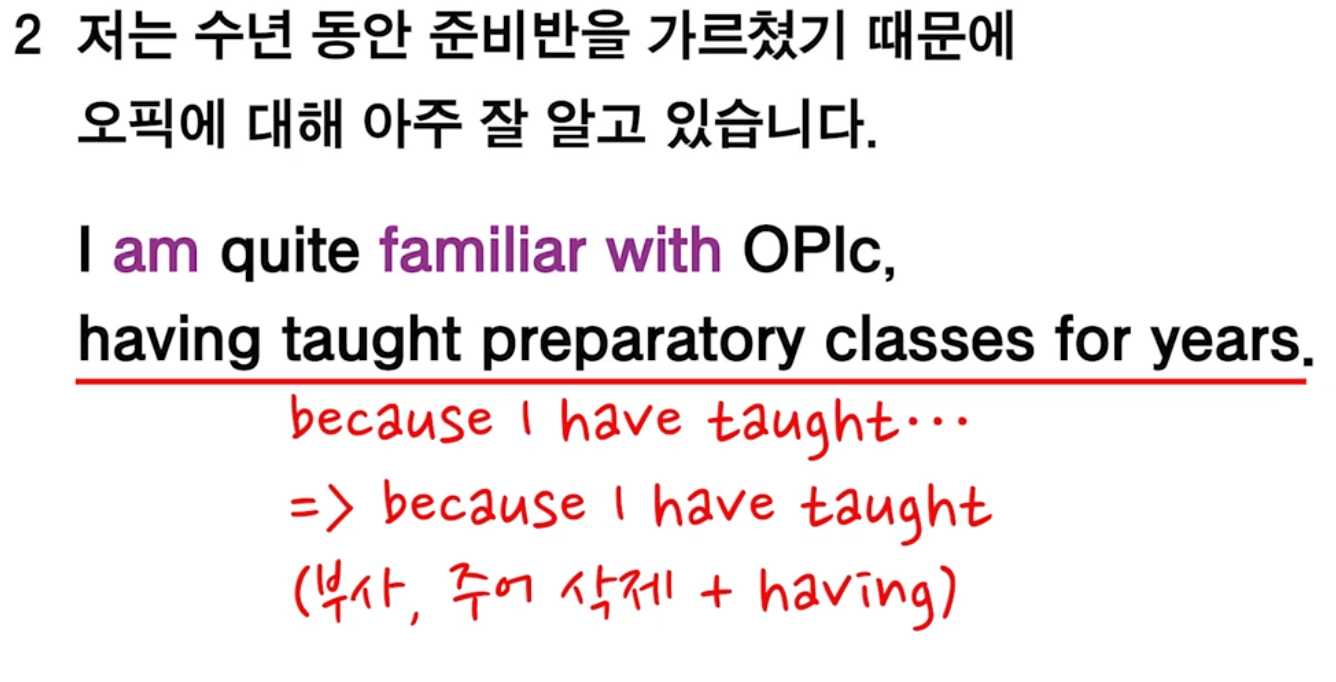 2 저는 수년 동안 준비반을 가르쳤기 때문에
오픽에 대해 아주 잘 알고 있습니다.
I am quite familiar with OPIc,
having taught preparatory classes for years.
because I have taught...
=> because I have taught
(부사, 주어 삭제 + having)